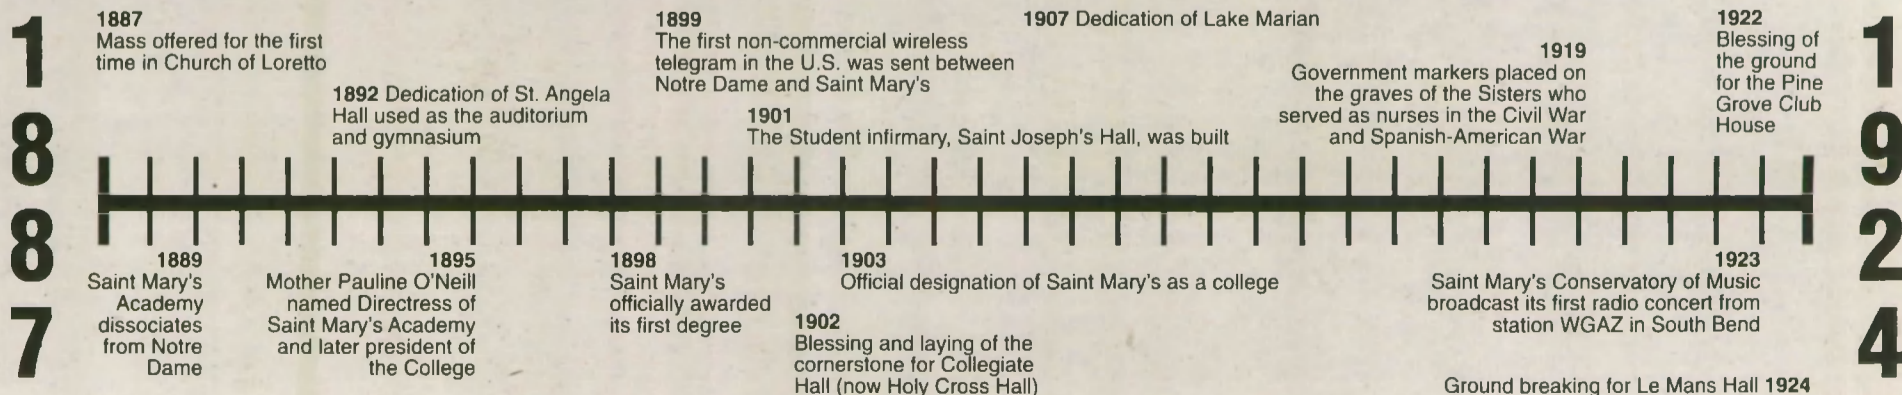 1887
1887
Mass offered for the first
time in Church of Loretto
1892 Dedication of St. Angela
Hall used as the auditorium
and gymnasium
1899
The first non-commercial wireless
telegram in the U.S. was sent between
Notre Dame and Saint Mary's
1901
The Student infirmary, Saint Joseph's Hall, was built
1907 Dedication of Lake Marian
1919
Government markers placed on
the graves of the Sisters who
served as nurses in the Civil War
and Spanish-American War
1922
Blessing of
the ground
for the Pine
Grove Club
House
1889
Saint Mary's
Academy
dissociates
from Notre
Dame
1895
Mother Pauline O'Neill
named Directress of
Saint Mary's Academy
and later president of
the College
1898
Saint Mary's
officially awarded
its first degree
1902
Blessing and laying of the
cornerstone for Collegiate
Hall (now Holy Cross Hall)
1903
Official designation of Saint Mary's as a college
1923
Saint Mary's Conservatory of Music
broadcast its first radio concert from
station WGAZ in South Bend
Ground breaking for Le Mans Hall 1924
1924